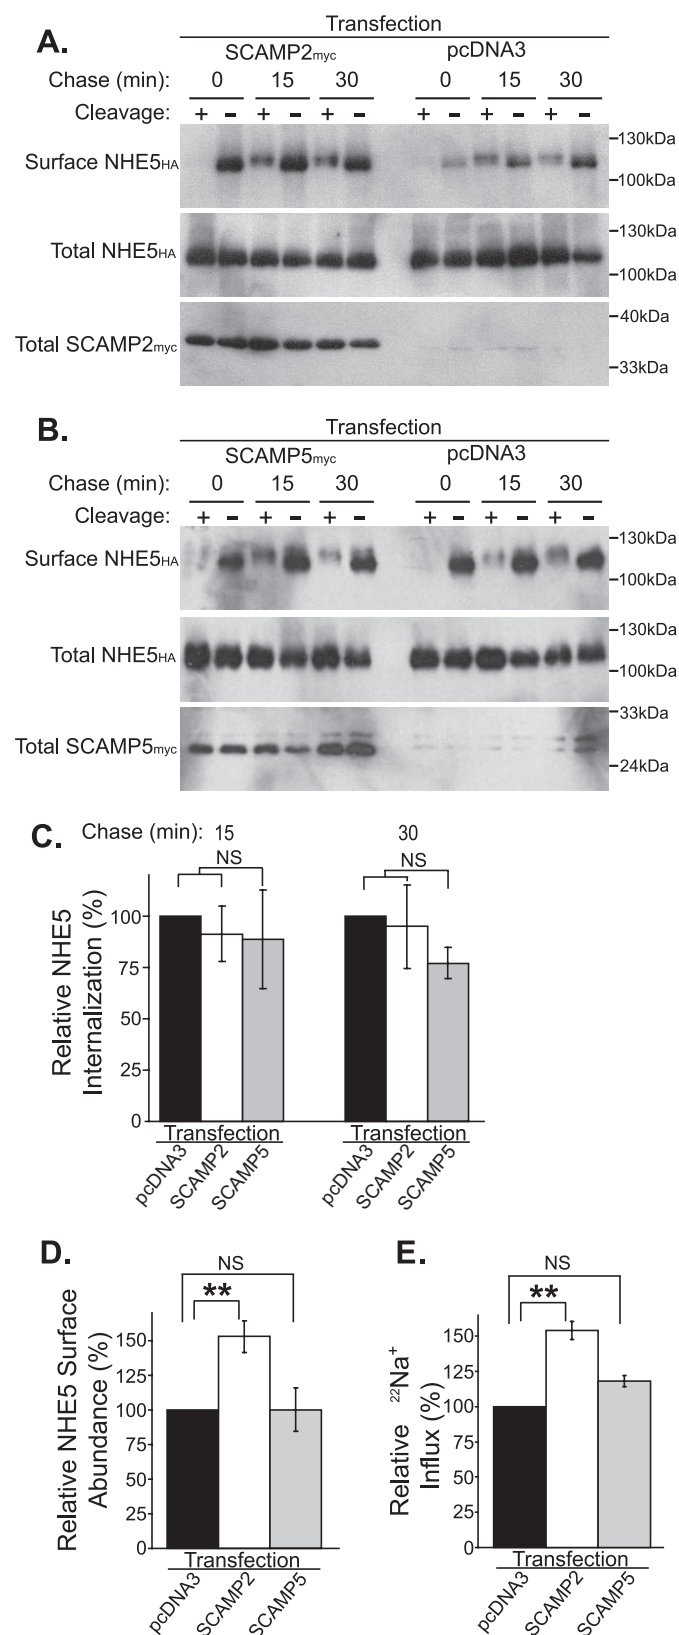 A.
Transfection
SCAMP2myc pcDNA3
Chase (min): 0 15 30 0 15 30
Cleavage: + - + - + - + - + - + -
Surface NHE5HA
-130kDa
-100kDa
Total NHE5HA
-130kDa
-100kDa
Total SCAMP2myc
-40kDa
-33kDa
B.
Transfection
SCAMP5myc pcDNA3
Chase (min): 0 15 30 0 15 30
Cleavage: + - + - + - + - + - + -
Surface NHE5HA
-130kDa
-100kDa
Total NHE5HA
-130kDa
-100kDa
Total SCAMP5myc
-33kDa
-24kDa
C.
Chase (min): 15 30
NS NS
Relative NHE5
Internalization (%)
100
75
50
25
0
Transfection Transfection
pcDNA3 SCAMP2 SCAMP5 pcDNA3 SCAMP2 SCAMP5
D.
NS
**
Relative NHE5 Surface
Abundance (%)
150
125
100
75
50
25
0
Transfection
pcDNA3 SCAMP2 SCAMP5
E.
NS
**
Relative ²²Na⁺
Influx (%)
150
125
100
75
50
25
0
Transfection
pcDNA3 SCAMP2 SCAMP5